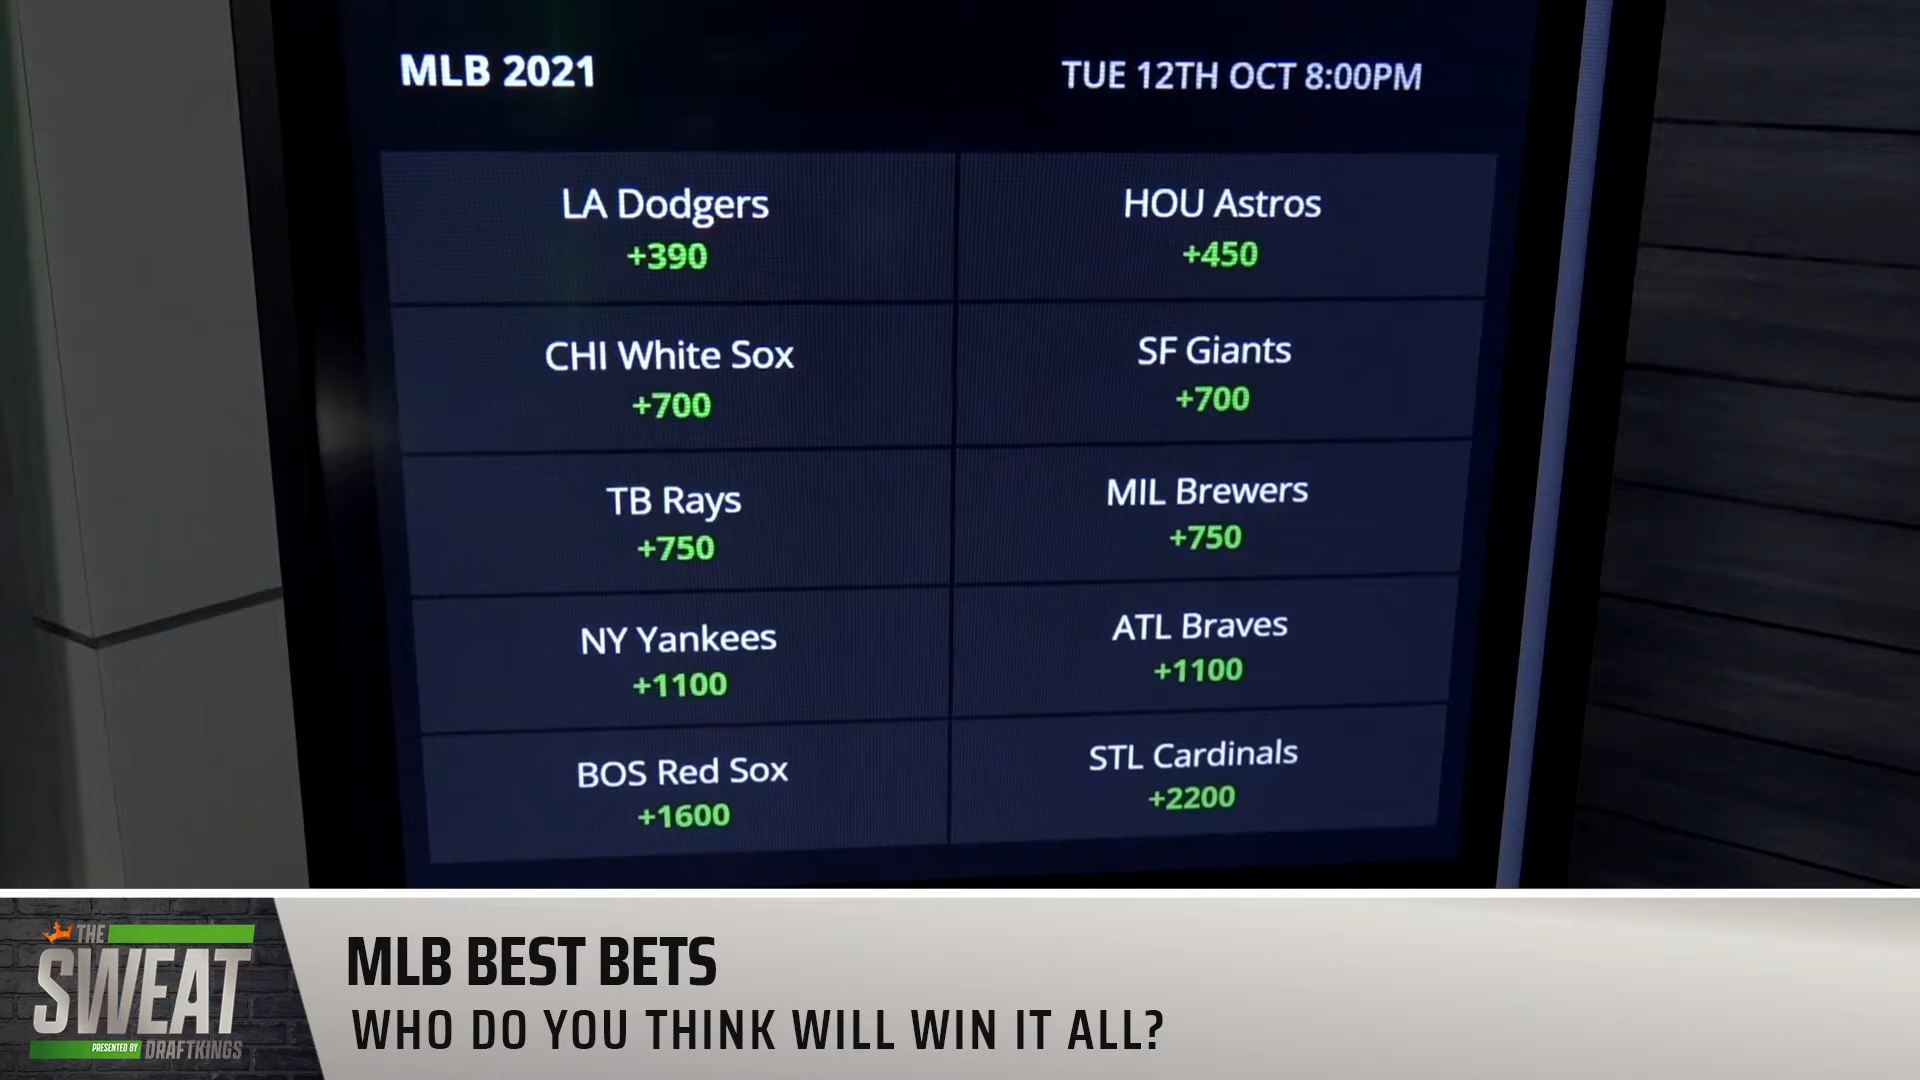 MLB 2021
TUE 12TH OCT 8:00PM
LA Dodgers
+390
HOU Astros
+450
CHI White Sox
+700
SF Giants
+700
TB Rays
+750
MIL Brewers
+750
NY Yankees
+1100
ATL Braves
+1100
BOS Red Sox
+1600
STL Cardinals
+2200
THE
SWEAT
PRESENTED BY DRAFTKINGS
MLB BEST BETS
WHO DO YOU THINK WILL WIN IT ALL?